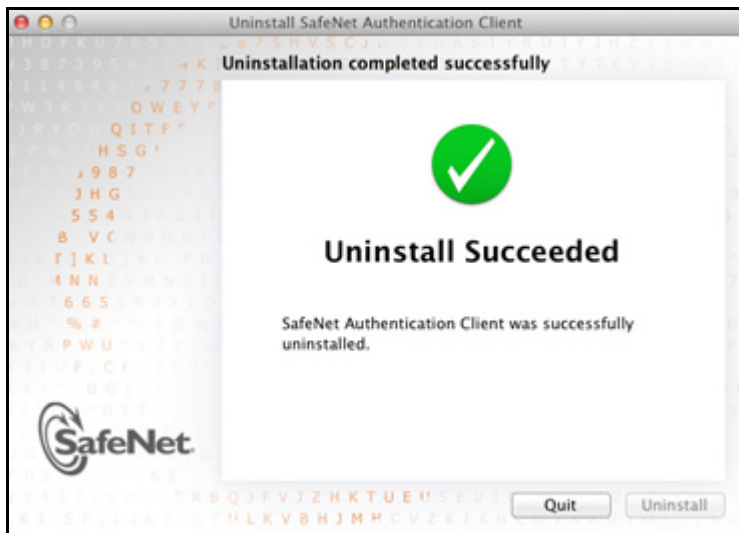 Uninstall SafeNet Authentication Client
Uninstallation completed successfully
Uninstall Succeeded
SafeNet Authentication Client was successfully
uninstalled.
SafeNet.
Quit
Uninstall